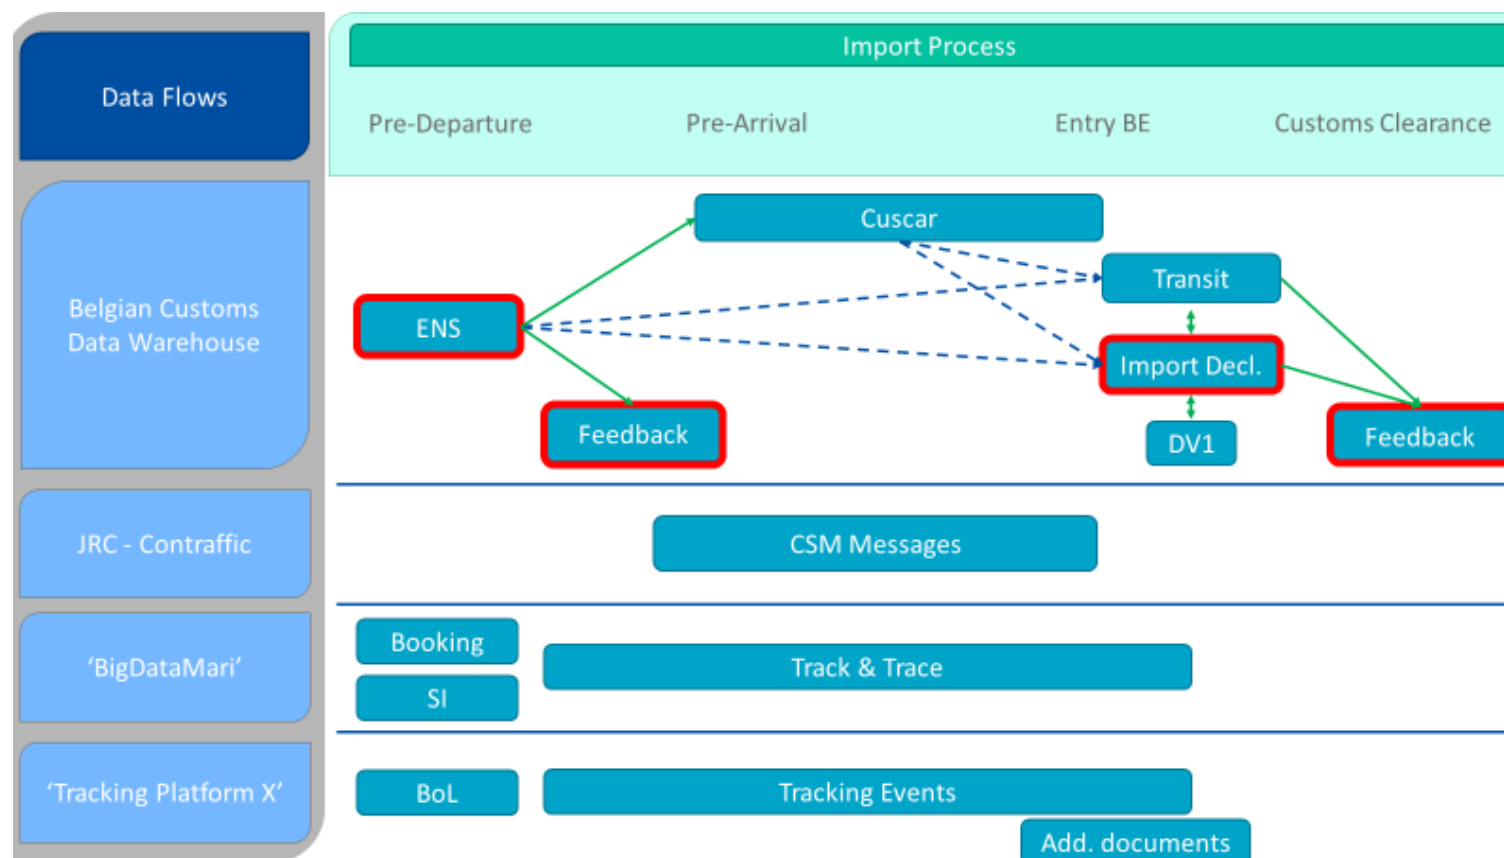 Data Flows
Import Process
Pre-Departure
Pre-Arrival
Entry BE
Customs Clearance
Belgian Customs
Data Warehouse
Cuscar
Transit
ENS
Import Decl.
Feedback
DV1
Feedback
JRC - Contraffic
CSM Messages
‘BigDataMari’
Booking
SI
Track & Trace
‘Tracking Platform X’
BoL
Tracking Events
Add. documents